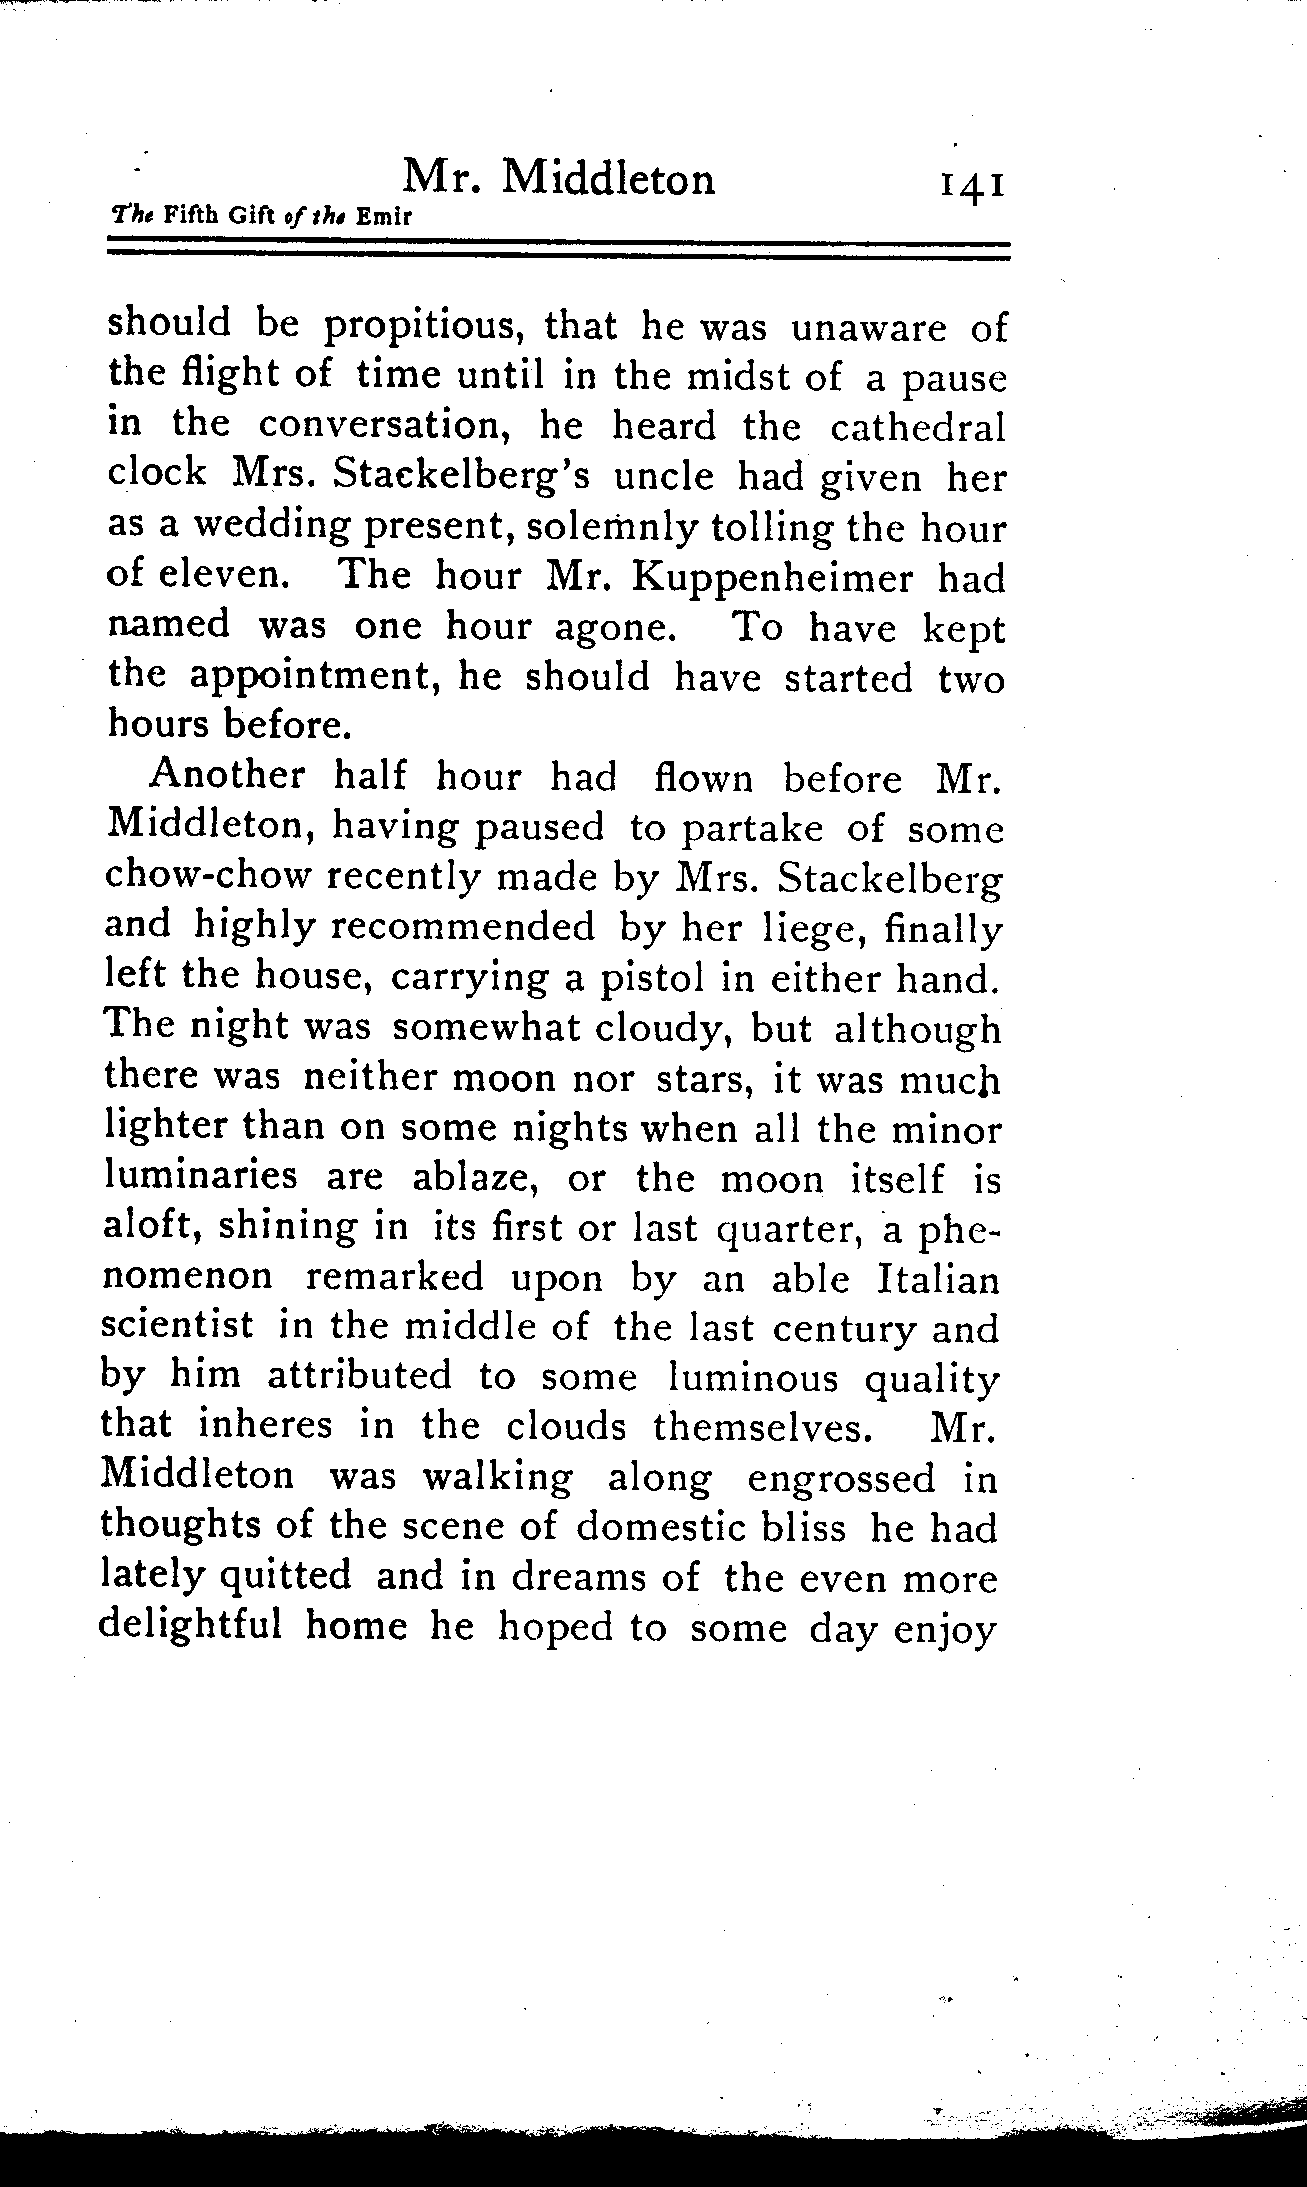 Mr. Middleton 141
The Fifth Gift of the Emir
should be propitious, that he was unaware of
the flight of time until in the midst of a pause
in the conversation, he heard the cathedral
clock Mrs. Stackelberg's uncle had given her
as a wedding present, solemnly tolling the hour
of eleven. The hour Mr. Kuppenheimer had
named was one hour agone. To have kept
the appointment, he should have started two
hours before.
Another half hour had flown before Mr.
Middleton, having paused to partake of some
chow-chow recently made by Mrs. Stackelberg
and highly recommended by her liege, finally
left the house, carrying a pistol in either hand.
The night was somewhat cloudy, but although
there was neither moon nor stars, it was much
lighter than on some nights when all the minor
luminaries are ablaze, or the moon itself is
aloft, shining in its first or last quarter, a phe-
nomenon remarked upon by an able Italian
scientist in the middle of the last century and
by him attributed to some luminous quality
that inheres in the clouds themselves. Mr.
Middleton was walking along engrossed in
thoughts of the scene of domestic bliss he had
lately quitted and in dreams of the even more
delightful home he hoped to some day enjoy